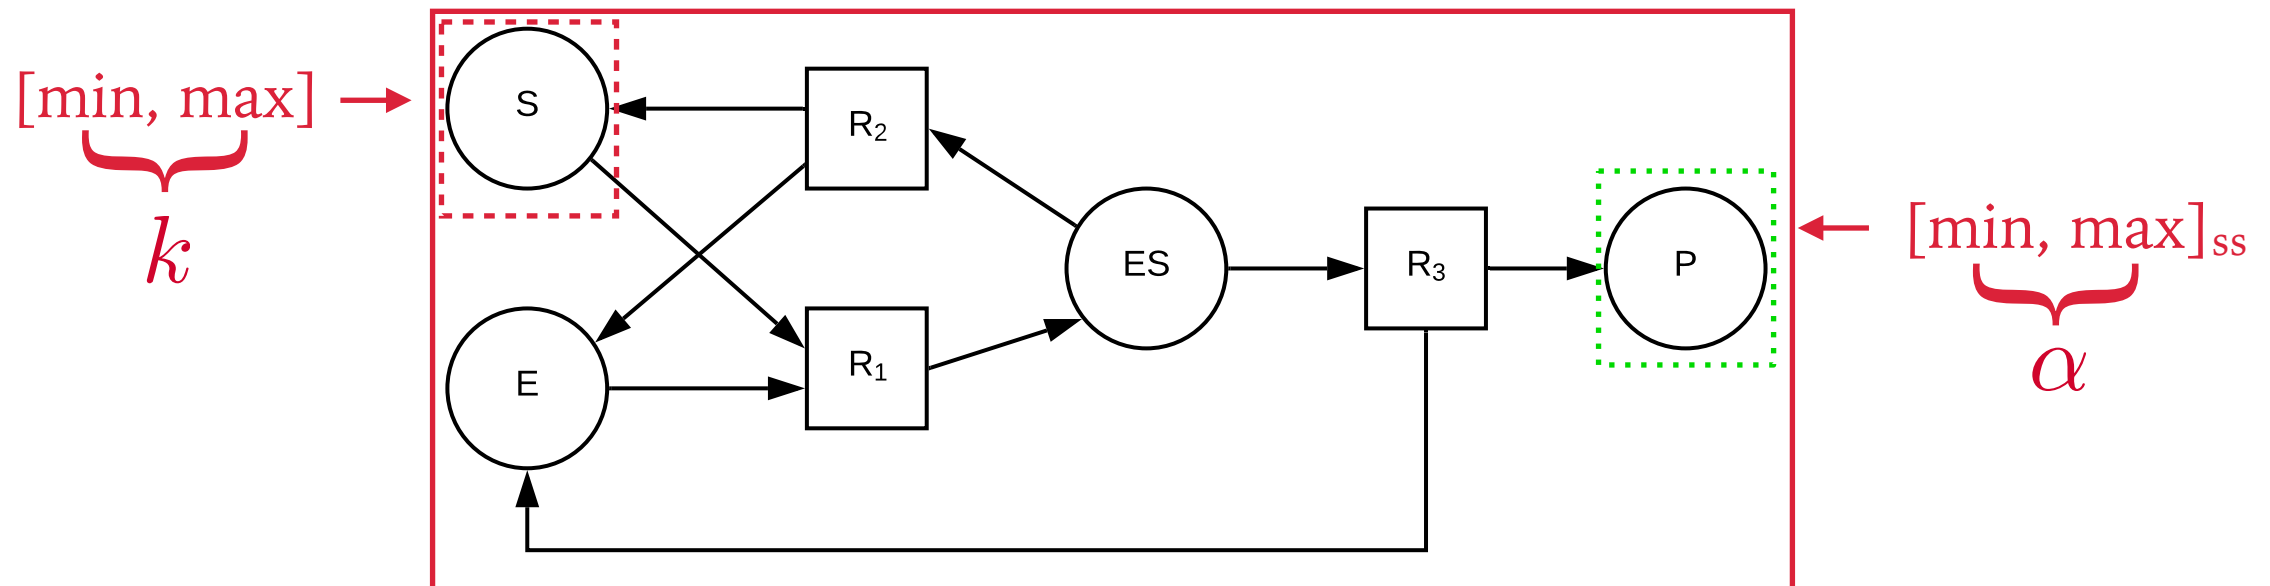 [min, max]
k
S
R₂
E
R₁
ES
R₃
P
[min, max]ss
α